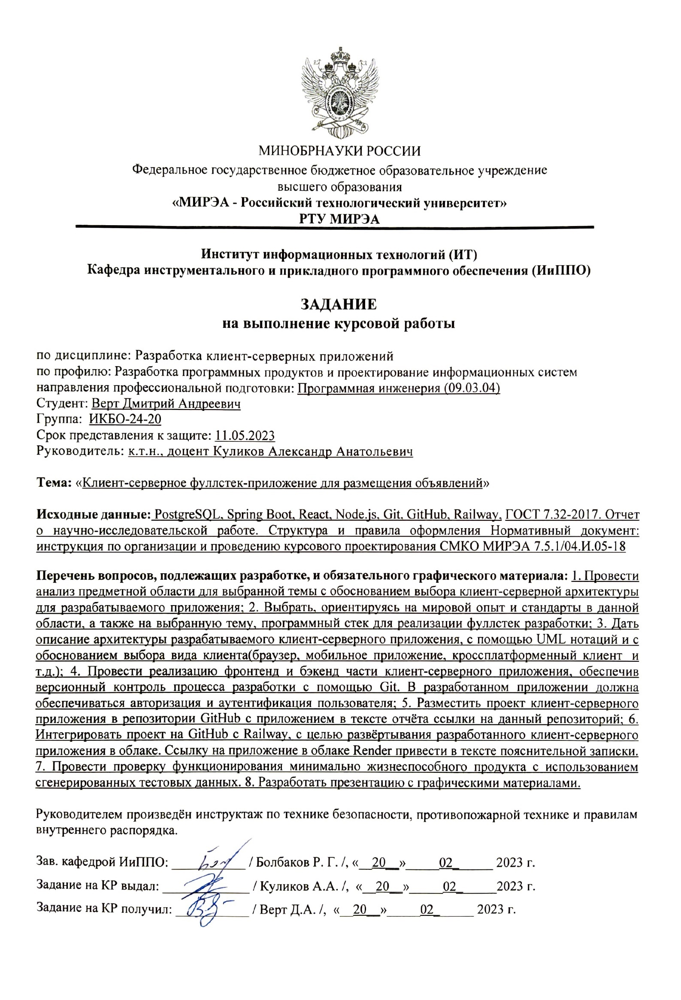 МИНОБРНАУКИ РОССИИ
Федеральное государственное бюджетное образовательное учреждение
высшего образования
«МИРЭА - Российский технологический университет»
РТУ МИРЭА
Институт информационных технологий (ИТ)
Кафедра инструментального и прикладного программного обеспечения (ИиППО)
ЗАДАНИЕ
на выполнение курсовой работы
по дисциплине: Разработка клиент-серверных приложений
по профилю: Разработка программных продуктов и проектирование информационных систем
направления профессиональной подготовки: Программная инженерия (09.03.04)
Студент: Верт Дмитрий Андреевич
Группа: ИКБО-24-20
Срок представления к защите: 11.05.2023
Руководитель: к.т.н., доцент Куликов Александр Анатольевич
Тема: «Клиент-серверное фуллстек-приложение для размещения объявлений»
Исходные данные: PostgreSQL, Spring Boot, React, Node.js, Git, GitHub, Railway, ГОСТ 7.32-2017. Отчет
о научно-исследовательской работе. Структура и правила оформления Нормативный документ:
инструкция по организации и проведению курсового проектирования СМКО МИРЭА 7.5.1/04.И.05-18
Перечень вопросов, подлежащих разработке, и обязательного графического материала: 1. Провести
анализ предметной области для выбранной темы с обоснованием выбора клиент-серверной архитектуры
для разрабатываемого приложения; 2. Выбрать, ориентируясь на мировой опыт и стандарты в данной
области, а также на выбранную тему, программный стек для реализации фуллстек разработки; 3. Дать
описание архитектуры разрабатываемого клиент-серверного приложения, с помощью UML нотаций и с
обоснованием выбора вида клиента(браузер, мобильное приложение, кроссплатформенный клиент и
т.д.); 4. Провести реализацию фронтенд и бэкенд части клиент-серверного приложения, обеспечив
версионный контроль процесса разработки с помощью Git. В разработанном приложении должна
обеспечиваться авторизация и аутентификация пользователя; 5. Разместить проект клиент-серверного
приложения в репозитории GitHub с приложением в тексте отчёта ссылки на данный репозиторий; 6.
Интегрировать проект на GitHub с Railway, с целью развёртывания разработанного клиент-серверного
приложения в облаке. Ссылку на приложение в облаке Render привести в тексте пояснительной записки.
7. Провести проверку функционирования минимально жизнеспособного продукта с использованием
сгенерированных тестовых данных. 8. Разработать презентацию с графическими материалами.
Руководителем произведён инструктаж по технике безопасности, противопожарной технике и правилам
внутреннего распорядка.
Зав. кафедрой ИиППО: ___________ / Болбаков Р. Г. /, «__20__»_____02______ 2023 г.
Задание на КР выдал: _____________ / Куликов А.А. /, «__20__»_____02______2023 г.
Задание на КР получил: ___________ / Верт Д.А. /, «__20__»_____02______ 2023 г.